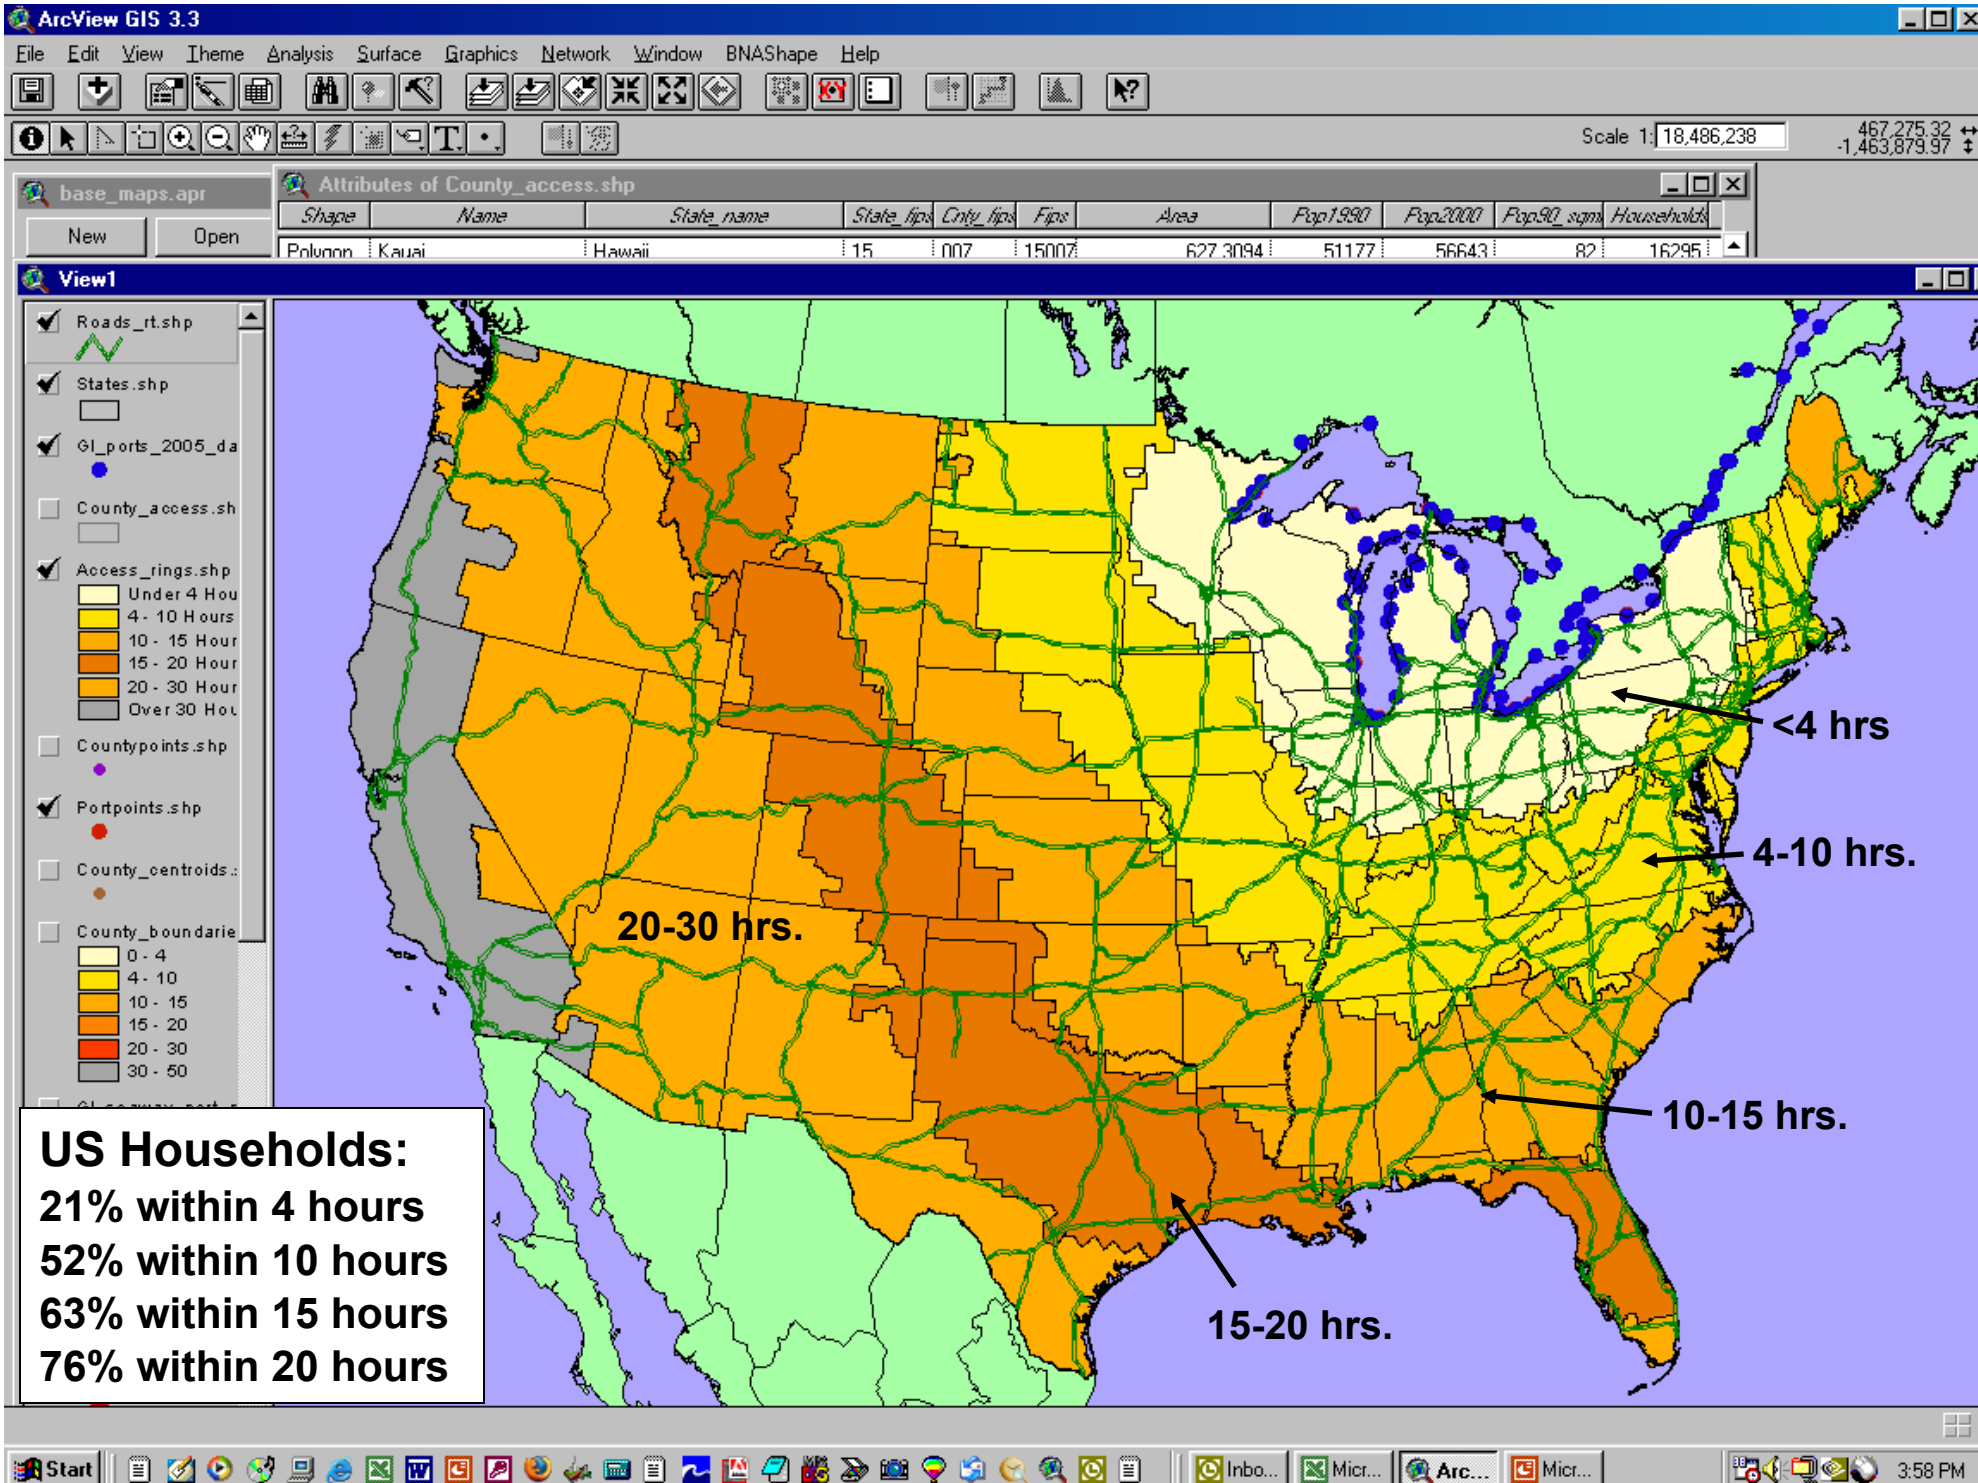 ArcView GIS 3.3
File Edit View Theme Analysis Surface Graphics Network Window BNAShape Help
Scale 1: 18,486,238
467,275.32
-1,463,879.97
base_maps.apr
New Open
Attributes of County_access.shp
Shape Name State_name State_fips Cnty_fips Fips Area Pop1990 Pop2000 Pop90_sqmi Households
Polygon Kauai Hawaii 15 007 15007 627.3094 51177 56643 82 16295
View1
Roads_rt.shp
States.shp
Gl_ports_2005_da
County_access.sh
Access_rings.shp
Under 4 Hou
4 - 10 Hours
10 - 15 Hour
15 - 20 Hour
20 - 30 Hour
Over 30 Hou
Countypoints.shp
Portpoints.shp
County_centroids.
County_boundarie
0 - 4
4 - 10
10 - 15
15 - 20
20 - 30
30 - 50
<4 hrs
4-10 hrs.
20-30 hrs.
10-15 hrs.
15-20 hrs.
US Households:
21% within 4 hours
52% within 10 hours
63% within 15 hours
76% within 20 hours
Start Inbo... Micr... Arc... Micr... 3:58 PM